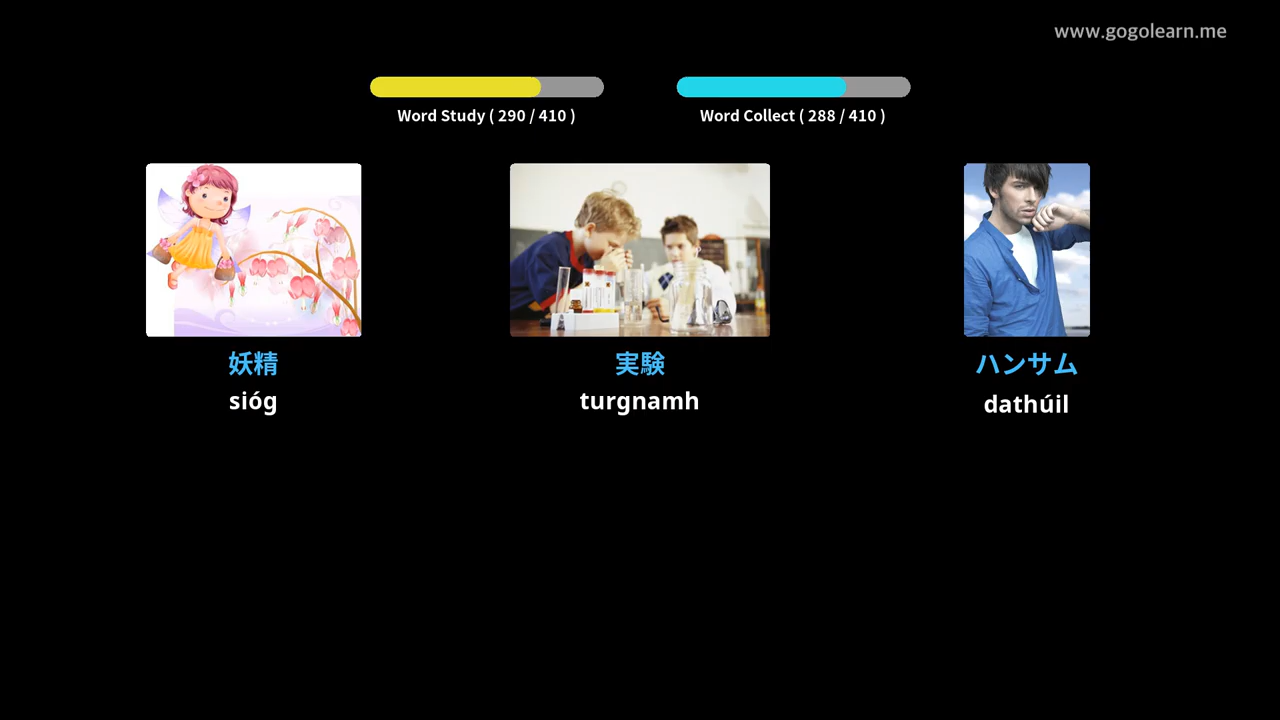 www.gogolearn.me
Word Study ( 290 / 410 )
Word Collect ( 288 / 410 )
妖精
sióg
実験
turgnamh
ハンサム
dathúil